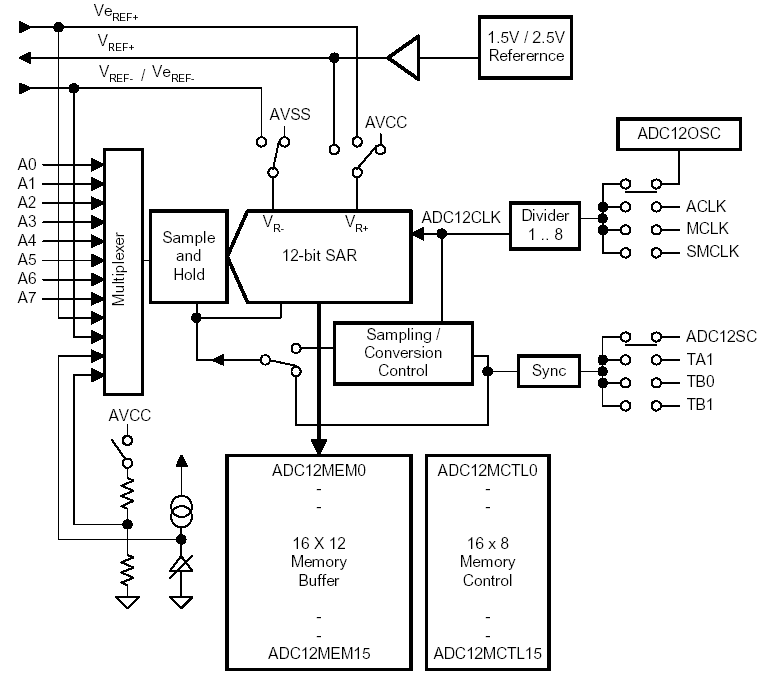 VeREF+
VREF+
VREF- / VeREF-
1.5V / 2.5V
Referernce
AVSS
AVCC
ADC12OSC
A0
A1
A2
A3
A4
A5
A6
A7
Multiplexer
Sample
and
Hold
VR-
VR+
12-bit SAR
ADC12CLK
Divider
1 .. 8
ACLK
MCLK
SMCLK
Sampling /
Conversion
Control
Sync
ADC12SC
TA1
TB0
TB1
AVCC
ADC12MEM0
-
-
16 X 12
Memory
Buffer
-
-
ADC12MEM15
ADC12MCTL0
-
-
16 x 8
Memory
Control
-
-
ADC12MCTL15